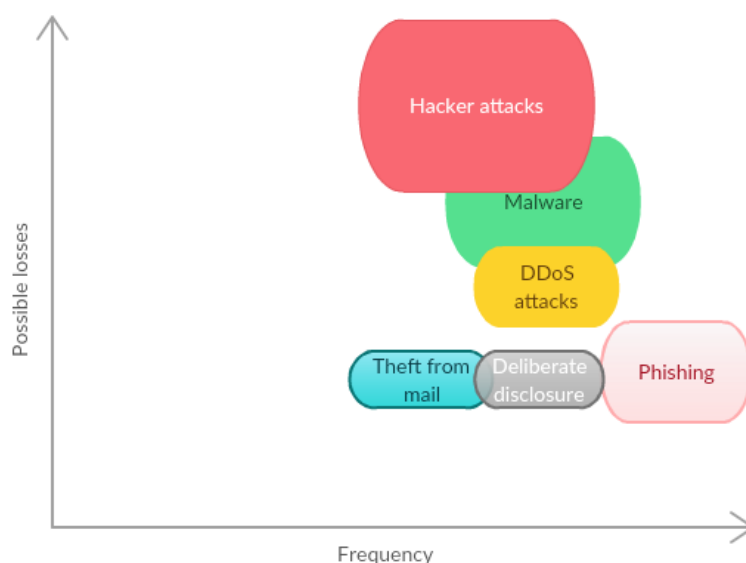 Hacker attacks
Malware
DDoS
attacks
Possible losses
Theft from
mail
Deliberate
disclosure
Phishing
Frequency